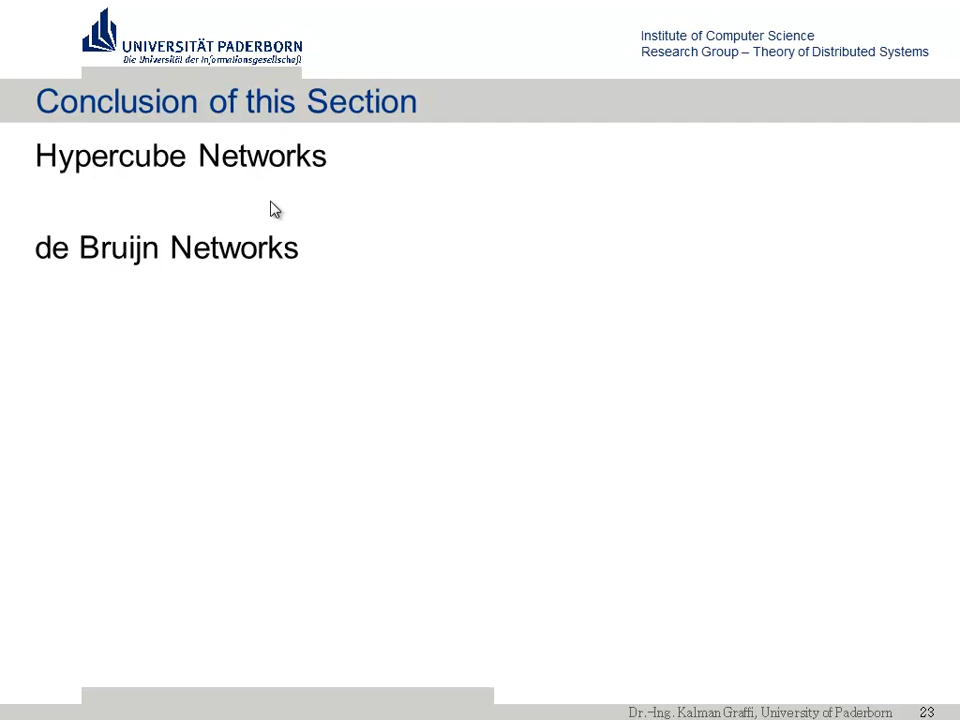 UNIVERSITÄT PADERBORN
Die Universität der Informationsgesellschaft
Institute of Computer Science
Research Group – Theory of Distributed Systems
Conclusion of this Section
Hypercube Networks
de Bruijn Networks
Dr.-Ing. Kalman Graffi, University of Paderborn 23